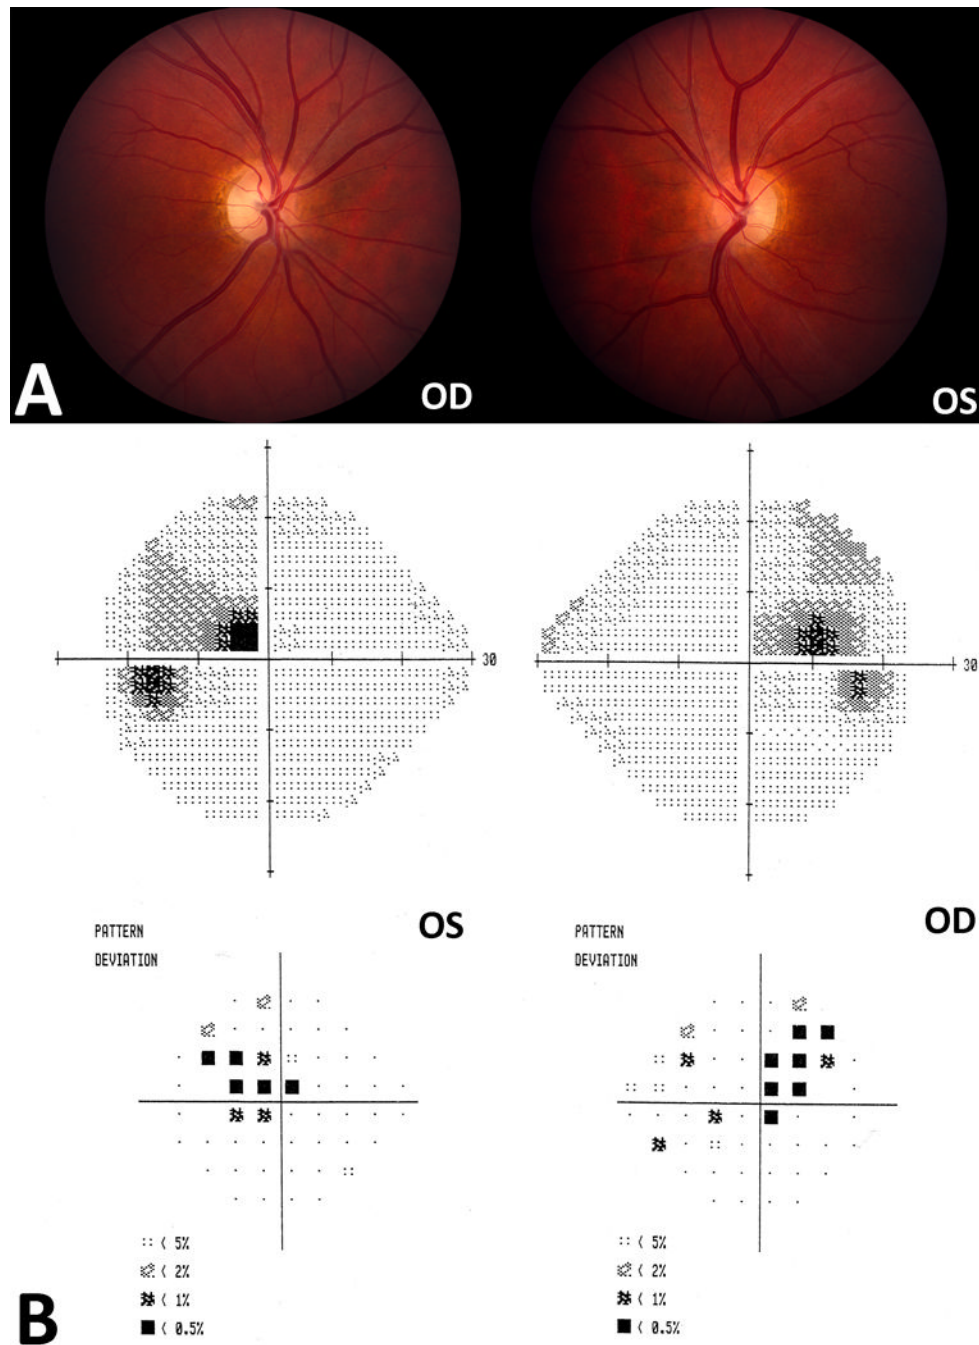 A
OD
OS
30
30
OS
OD
PATTERN
DEVIATION
PATTERN
DEVIATION
:: < 5%
< 2%
< 1%
■ < 0.5%
:: < 5%
< 2%
< 1%
■ < 0.5%
B